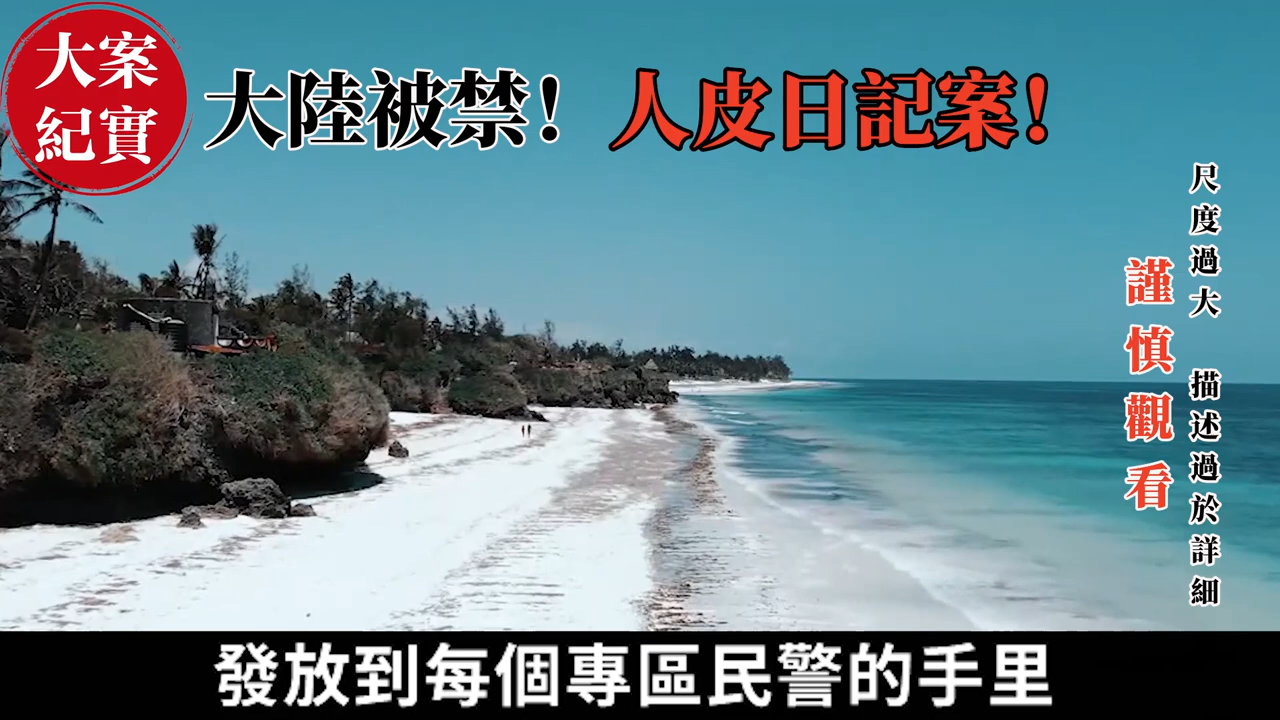 大案
紀實
大陸被禁！ 人皮日記案！
尺度過大 描述過於詳細
謹慎觀看
發放到每個專區民警的手里